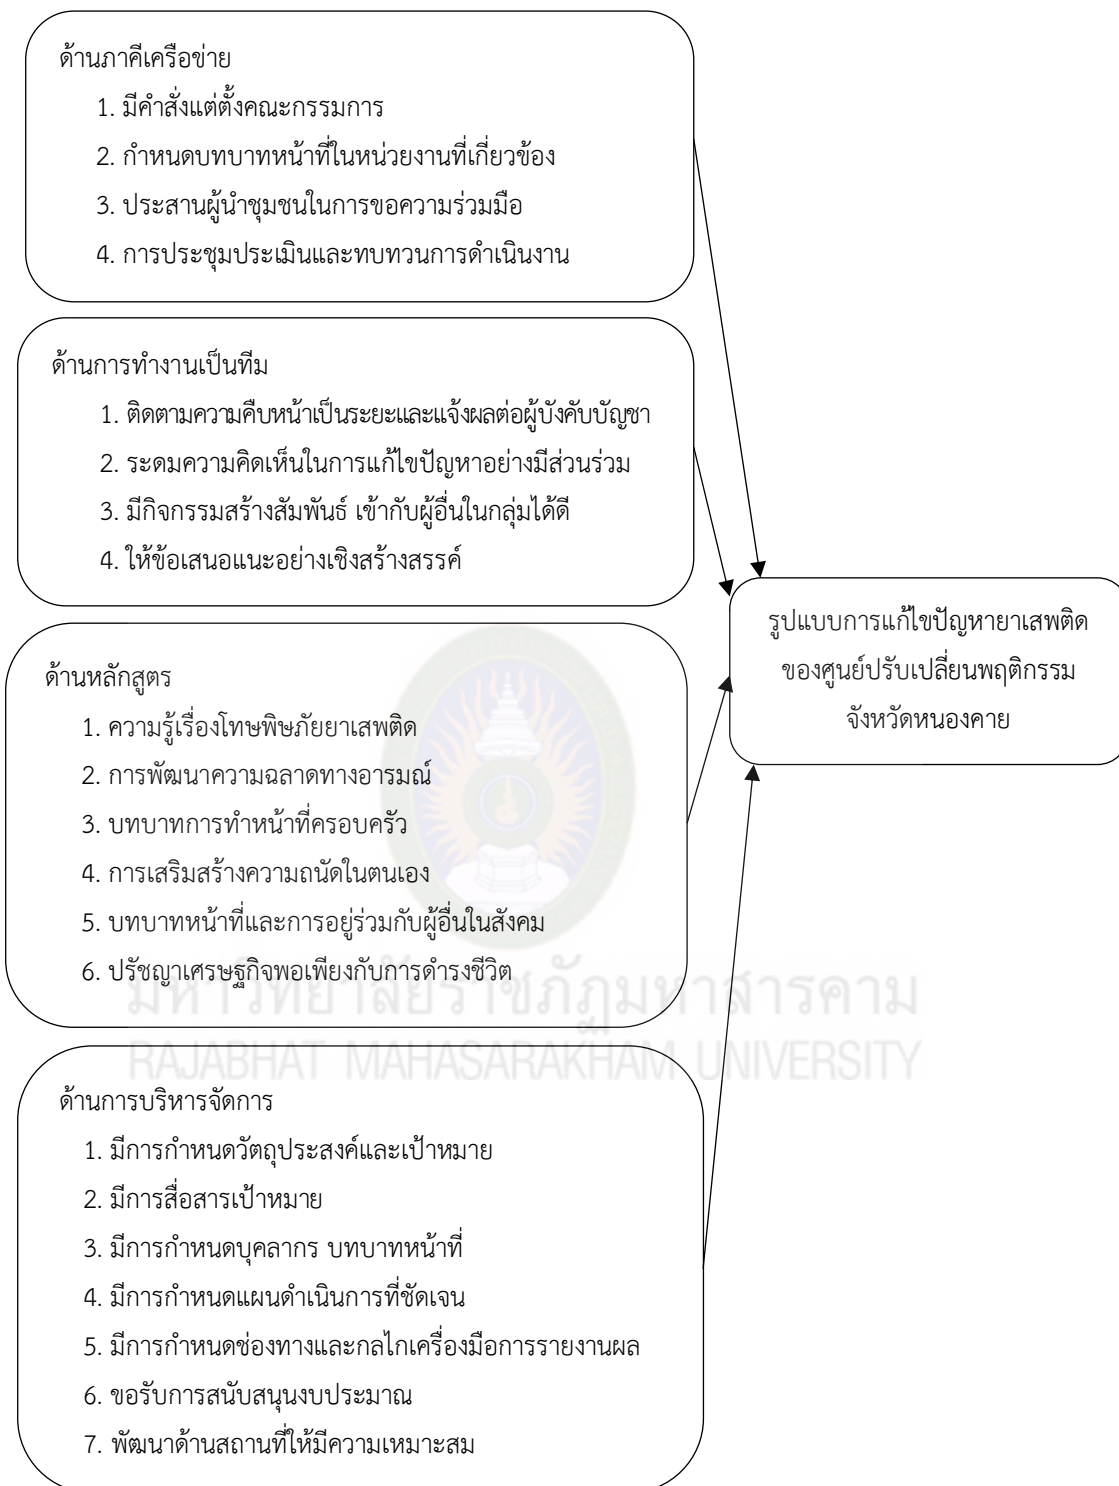 ด้านภาคีเครือข่าย
1. มีคำสั่งแต่งตั้งคณะกรรมการ
2. กำหนดบทบาทหน้าที่ในหน่วยงานที่เกี่ยวข้อง
3. ประสานผู้นำชุมชนในการขอความร่วมมือ
4. การประชุมประเมินและทบทวนการดำเนินงาน
ด้านการทำงานเป็นทีม
1. ติดตามความคืบหน้าเป็นระยะและแจ้งผลต่อผู้บังคับบัญชา
2. ระดมความคิดเห็นในการแก้ไขปัญหาอย่างมีส่วนร่วม
3. มีกิจกรรมสร้างสัมพันธ์ เข้ากับผู้อื่นในกลุ่มได้ดี
4. ให้ข้อเสนอแนะอย่างเชิงสร้างสรรค์
รูปแบบการแก้ไขปัญหายาเสพติด
ของศูนย์ปรับเปลี่ยนพฤติกรรม
จังหวัดหนองคาย
ด้านหลักสูตร
1. ความรู้เรื่องโทษพิษภัยยาเสพติด
2. การพัฒนาความฉลาดทางอารมณ์
3. บทบาทการทำหน้าที่ครอบครัว
4. การเสริมสร้างความถนัดในตนเอง
5. บทบาทหน้าที่และการอยู่ร่วมกับผู้อื่นในสังคม
6. ปรัชญาเศรษฐกิจพอเพียงกับการดำรงชีวิต
มหาวิทยาลัยราชภัฏมหาสารคาม
RAJABHAT MAHASARAKHAM UNIVERSITY
ด้านการบริหารจัดการ
1. มีการกำหนดวัตถุประสงค์และเป้าหมาย
2. มีการสื่อสารเป้าหมาย
3. มีการกำหนดบุคลากร บทบาทหน้าที่
4. มีการกำหนดแผนดำเนินการที่ชัดเจน
5. มีการกำหนดช่องทางและกลไกเครื่องมือการรายงานผล
6. ขอรับการสนับสนุนงบประมาณ
7. พัฒนาด้านสถานที่ให้มีความเหมาะสม